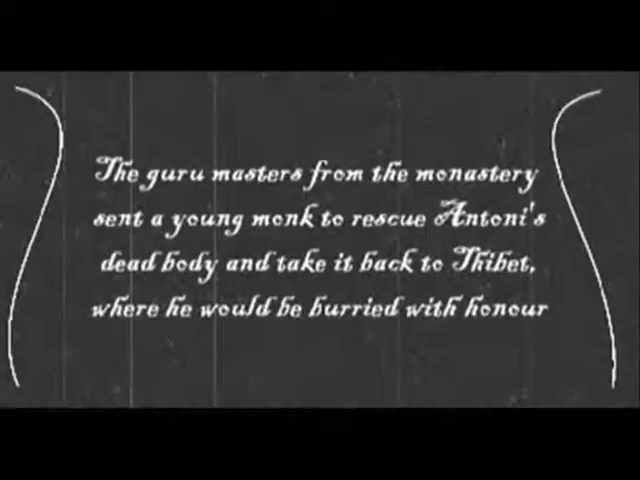 The guru masters from the monastery
sent a young monk to rescue Antoni's
dead body and take it back to Thibet,
where he would be burried with honour